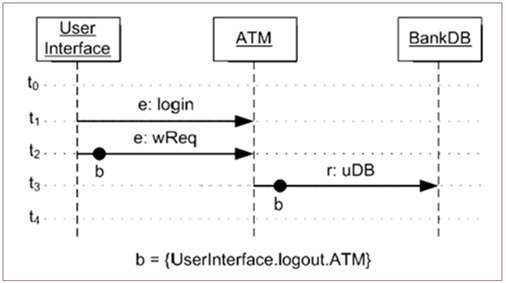 User
Interface
ATM
BankDB
t0
e: login
t1
e: wReq
t2
b
r: uDB
t3
b
t4
b = {UserInterface.logout.ATM}